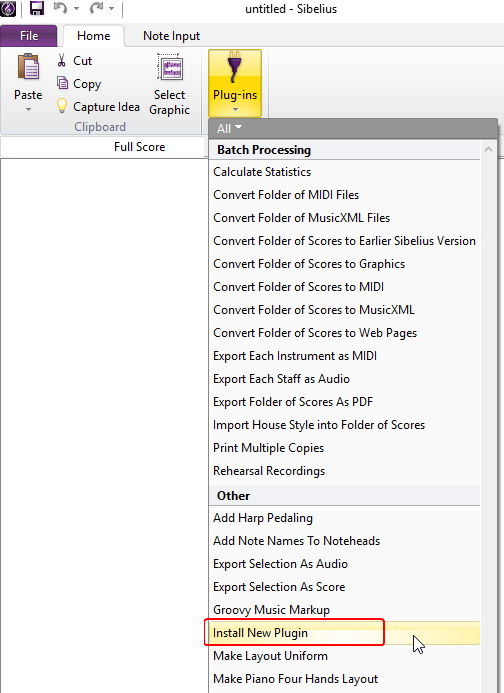 untitled - Sibelius
File Home Note Input
Paste
Cut
Copy
Capture Idea
Select Graphic
Plug-ins
Clipboard
All
Full Score
Batch Processing
Calculate Statistics
Convert Folder of MIDI Files
Convert Folder of MusicXML Files
Convert Folder of Scores to Earlier Sibelius Version
Convert Folder of Scores to Graphics
Convert Folder of Scores to MIDI
Convert Folder of Scores to MusicXML
Convert Folder of Scores to Web Pages
Export Each Instrument as MIDI
Export Each Staff as Audio
Export Folder of Scores As PDF
Import House Style into Folder of Scores
Print Multiple Copies
Rehearsal Recordings
Other
Add Harp Pedaling
Add Note Names To Noteheads
Export Selection As Audio
Export Selection As Score
Groovy Music Markup
Install New Plugin
Make Layout Uniform
Make Piano Four Hands Layout